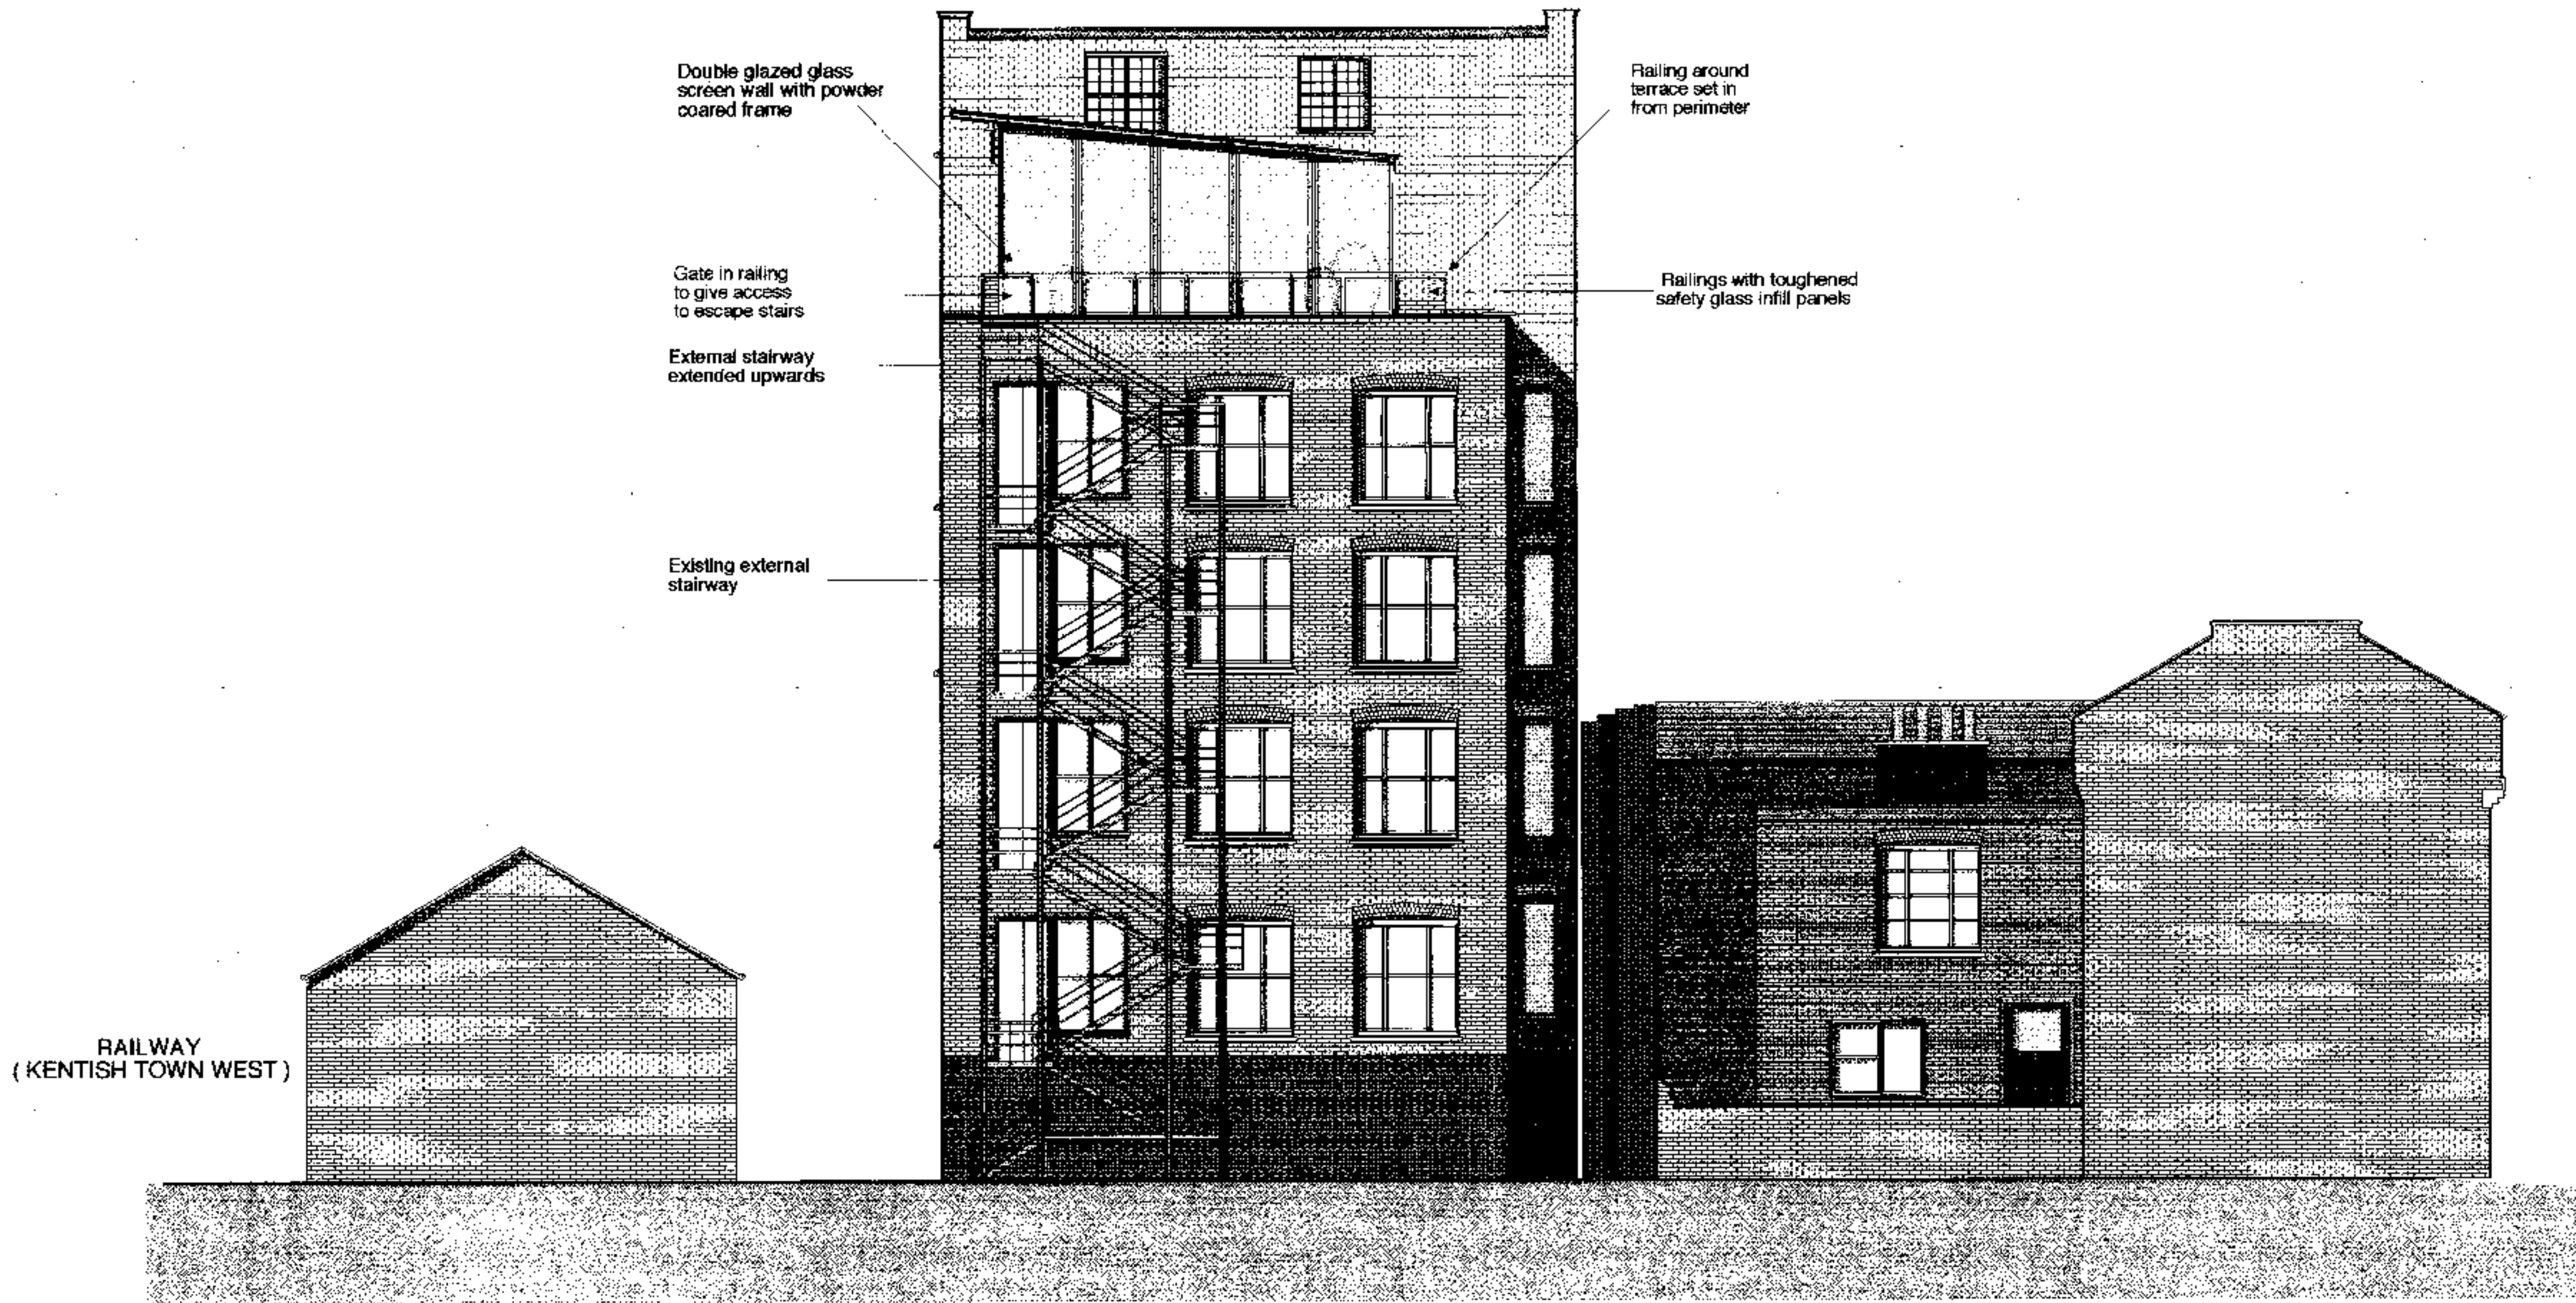 Double glazed glass
screen wall with powder
coared frame
Railing around
terrace set in
from perimeter
Gate in railing
to give access
to escape stairs
Railings with toughened
safety glass infill panels
External stairway
extended upwards
Existing external
stairway
RAILWAY
( KENTISH TOWN WEST )